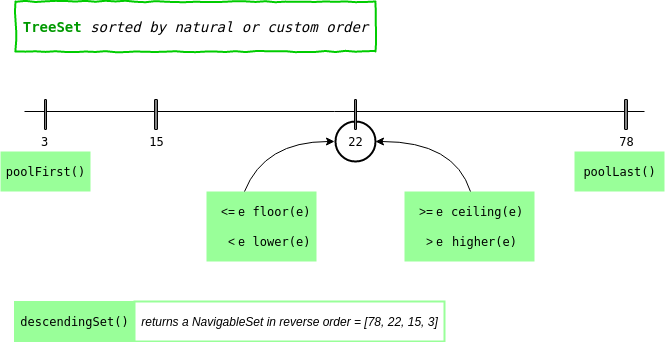 TreeSet sorted by natural or custom order
3 15 22 78
poolFirst()
poolLast()
<= e floor(e)
< e lower(e)
>= e ceiling(e)
> e higher(e)
descendingSet() returns a NavigableSet in reverse order = [78, 22, 15, 3]